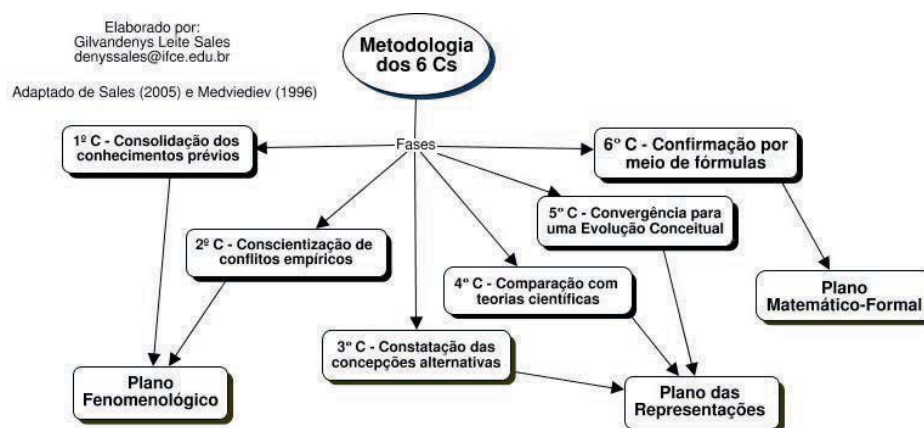 Elaborado por:
Gilvandenys Leite Sales
denyssales@ifce.edu.br
Adaptado de Sales (2005) e Medviediev (1996)
Metodologia
dos 6 Cs
Fases
1º C - Consolidação dos
conhecimentos prévios
2º C - Conscientização de
conflitos empíricos
3º C - Constatação das
concepções alternativas
4º C - Comparação com
teorias científicas
5º C - Convergência para
uma Evolução Conceitual
6º C - Confirmação por
meio de fórmulas
Plano
Fenomenológico
Plano das
Representações
Plano
Matemático-Formal